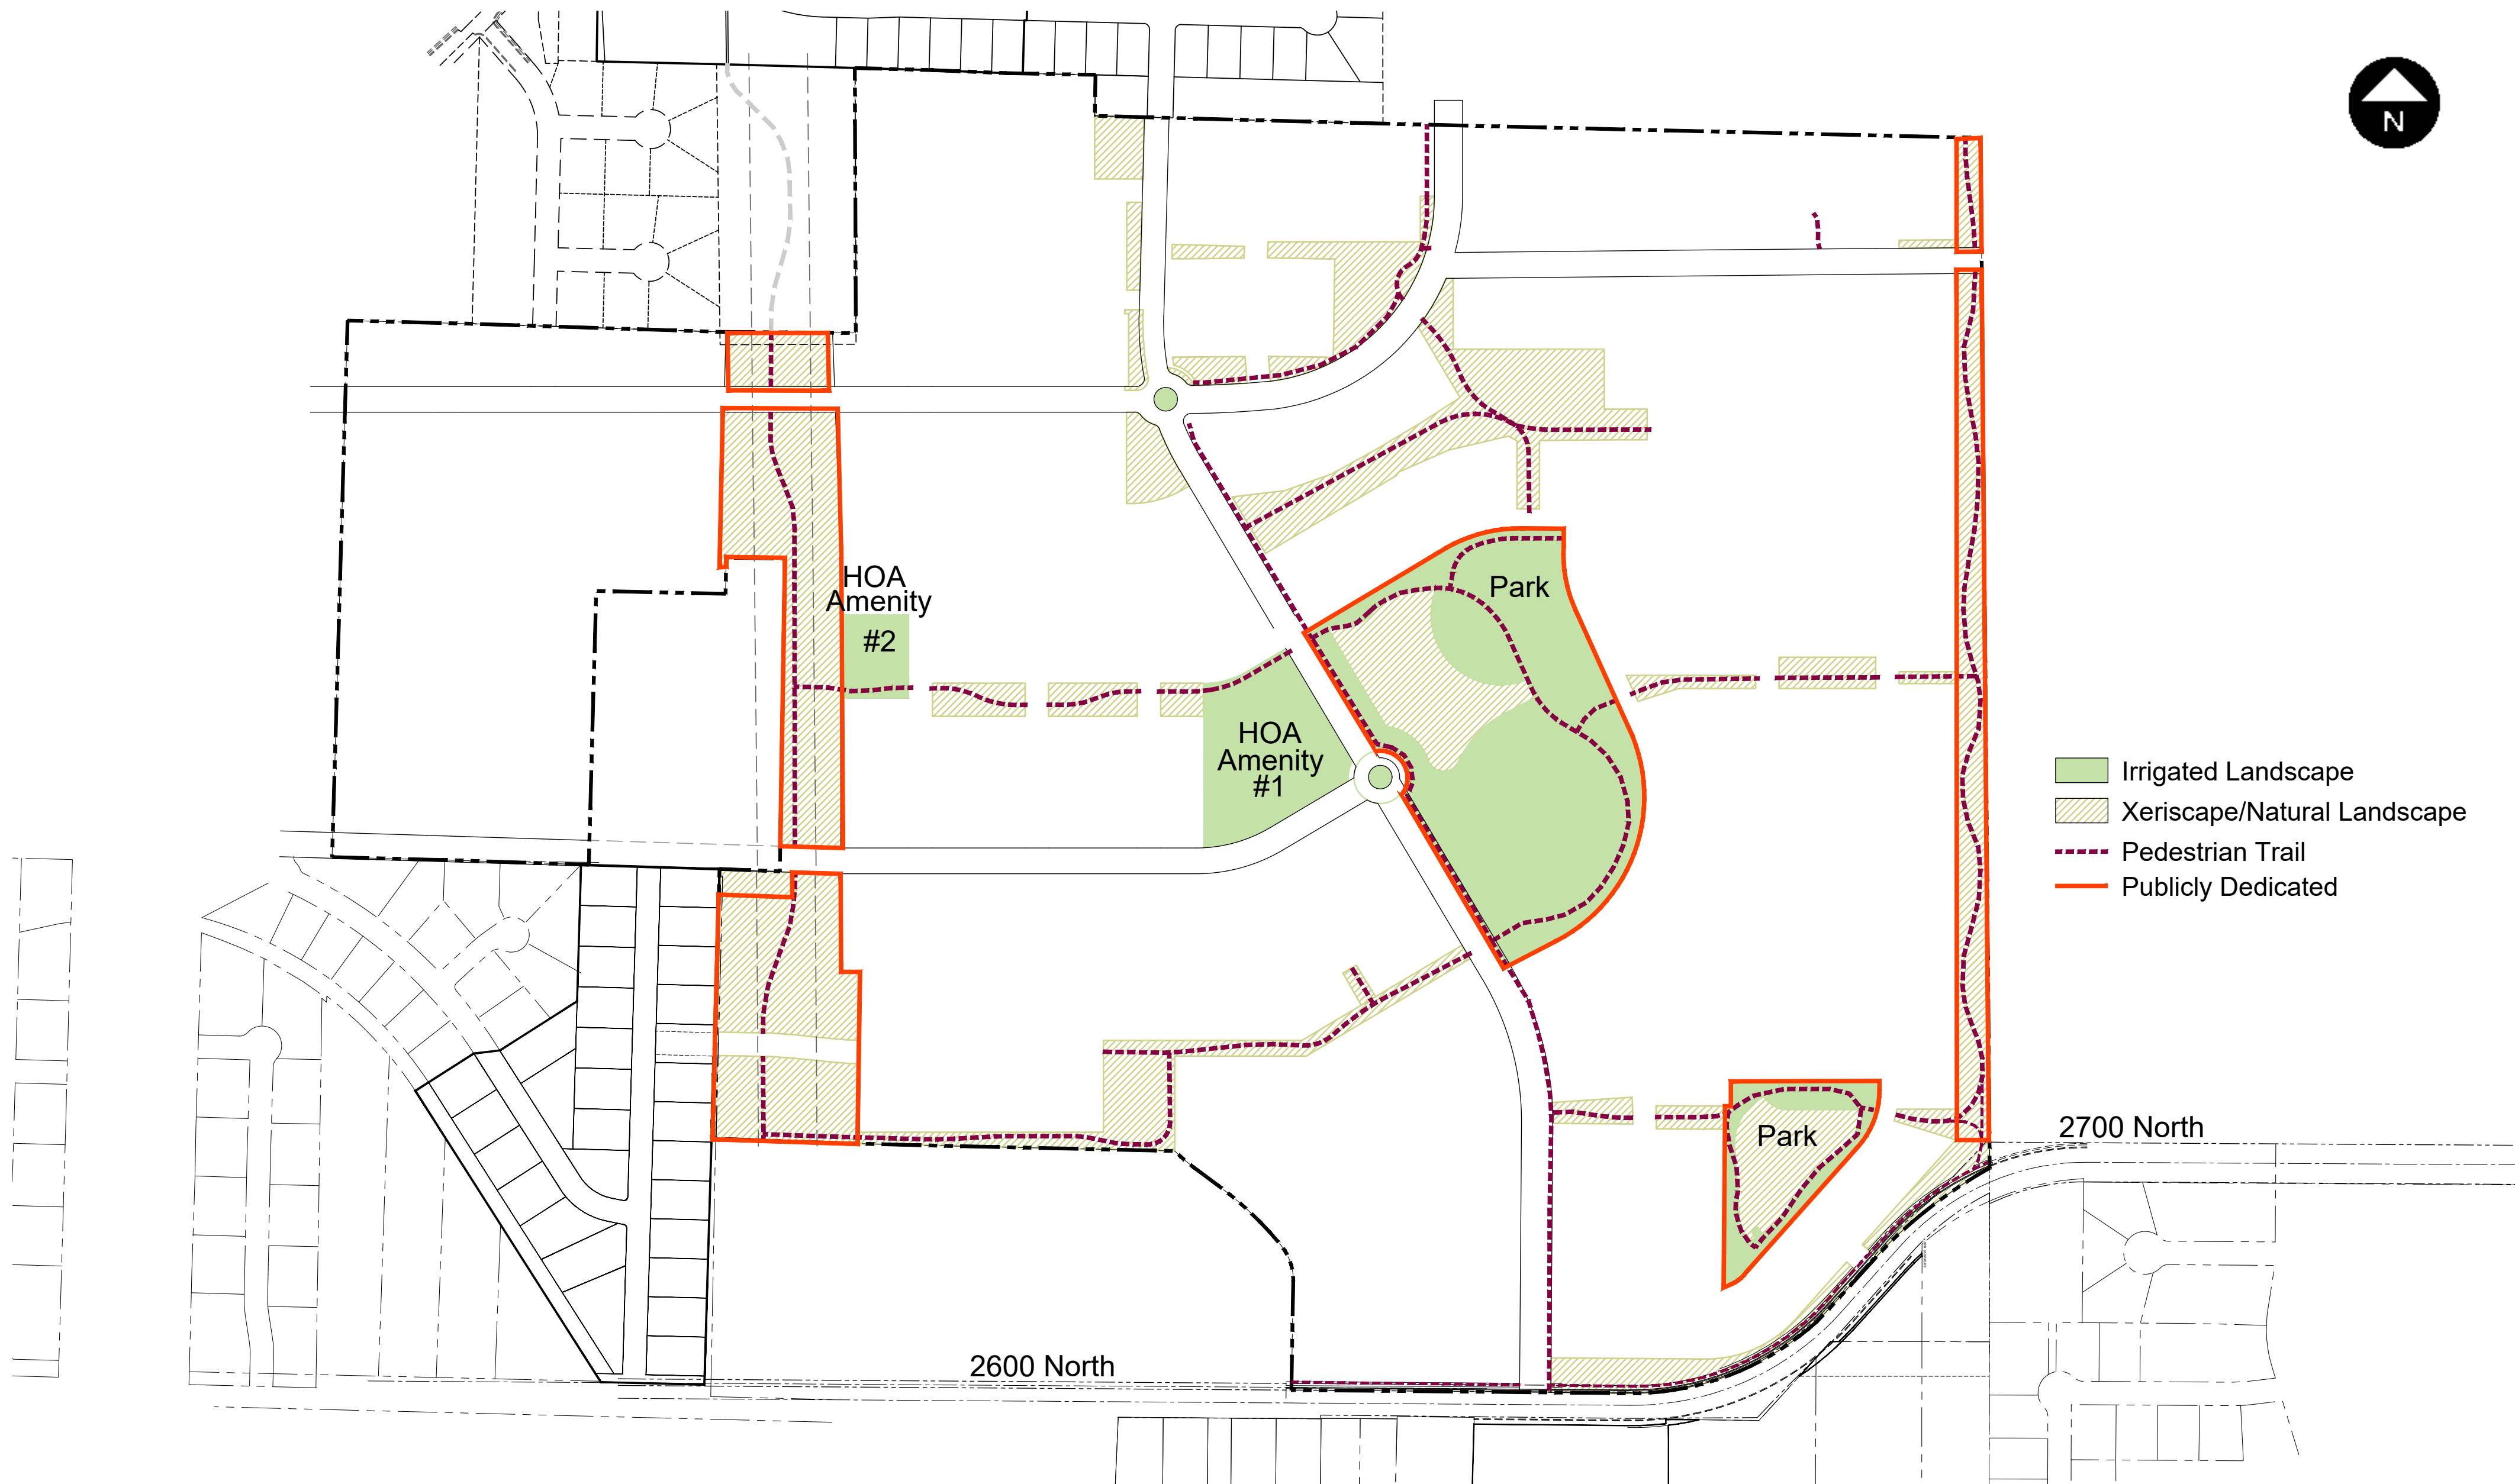 N
HOA
Amenity
#2
Park
HOA
Amenity
#1
Irrigated Landscape
Xeriscape/Natural Landscape
Pedestrian Trail
Publicly Dedicated
Park
2700 North
2600 North